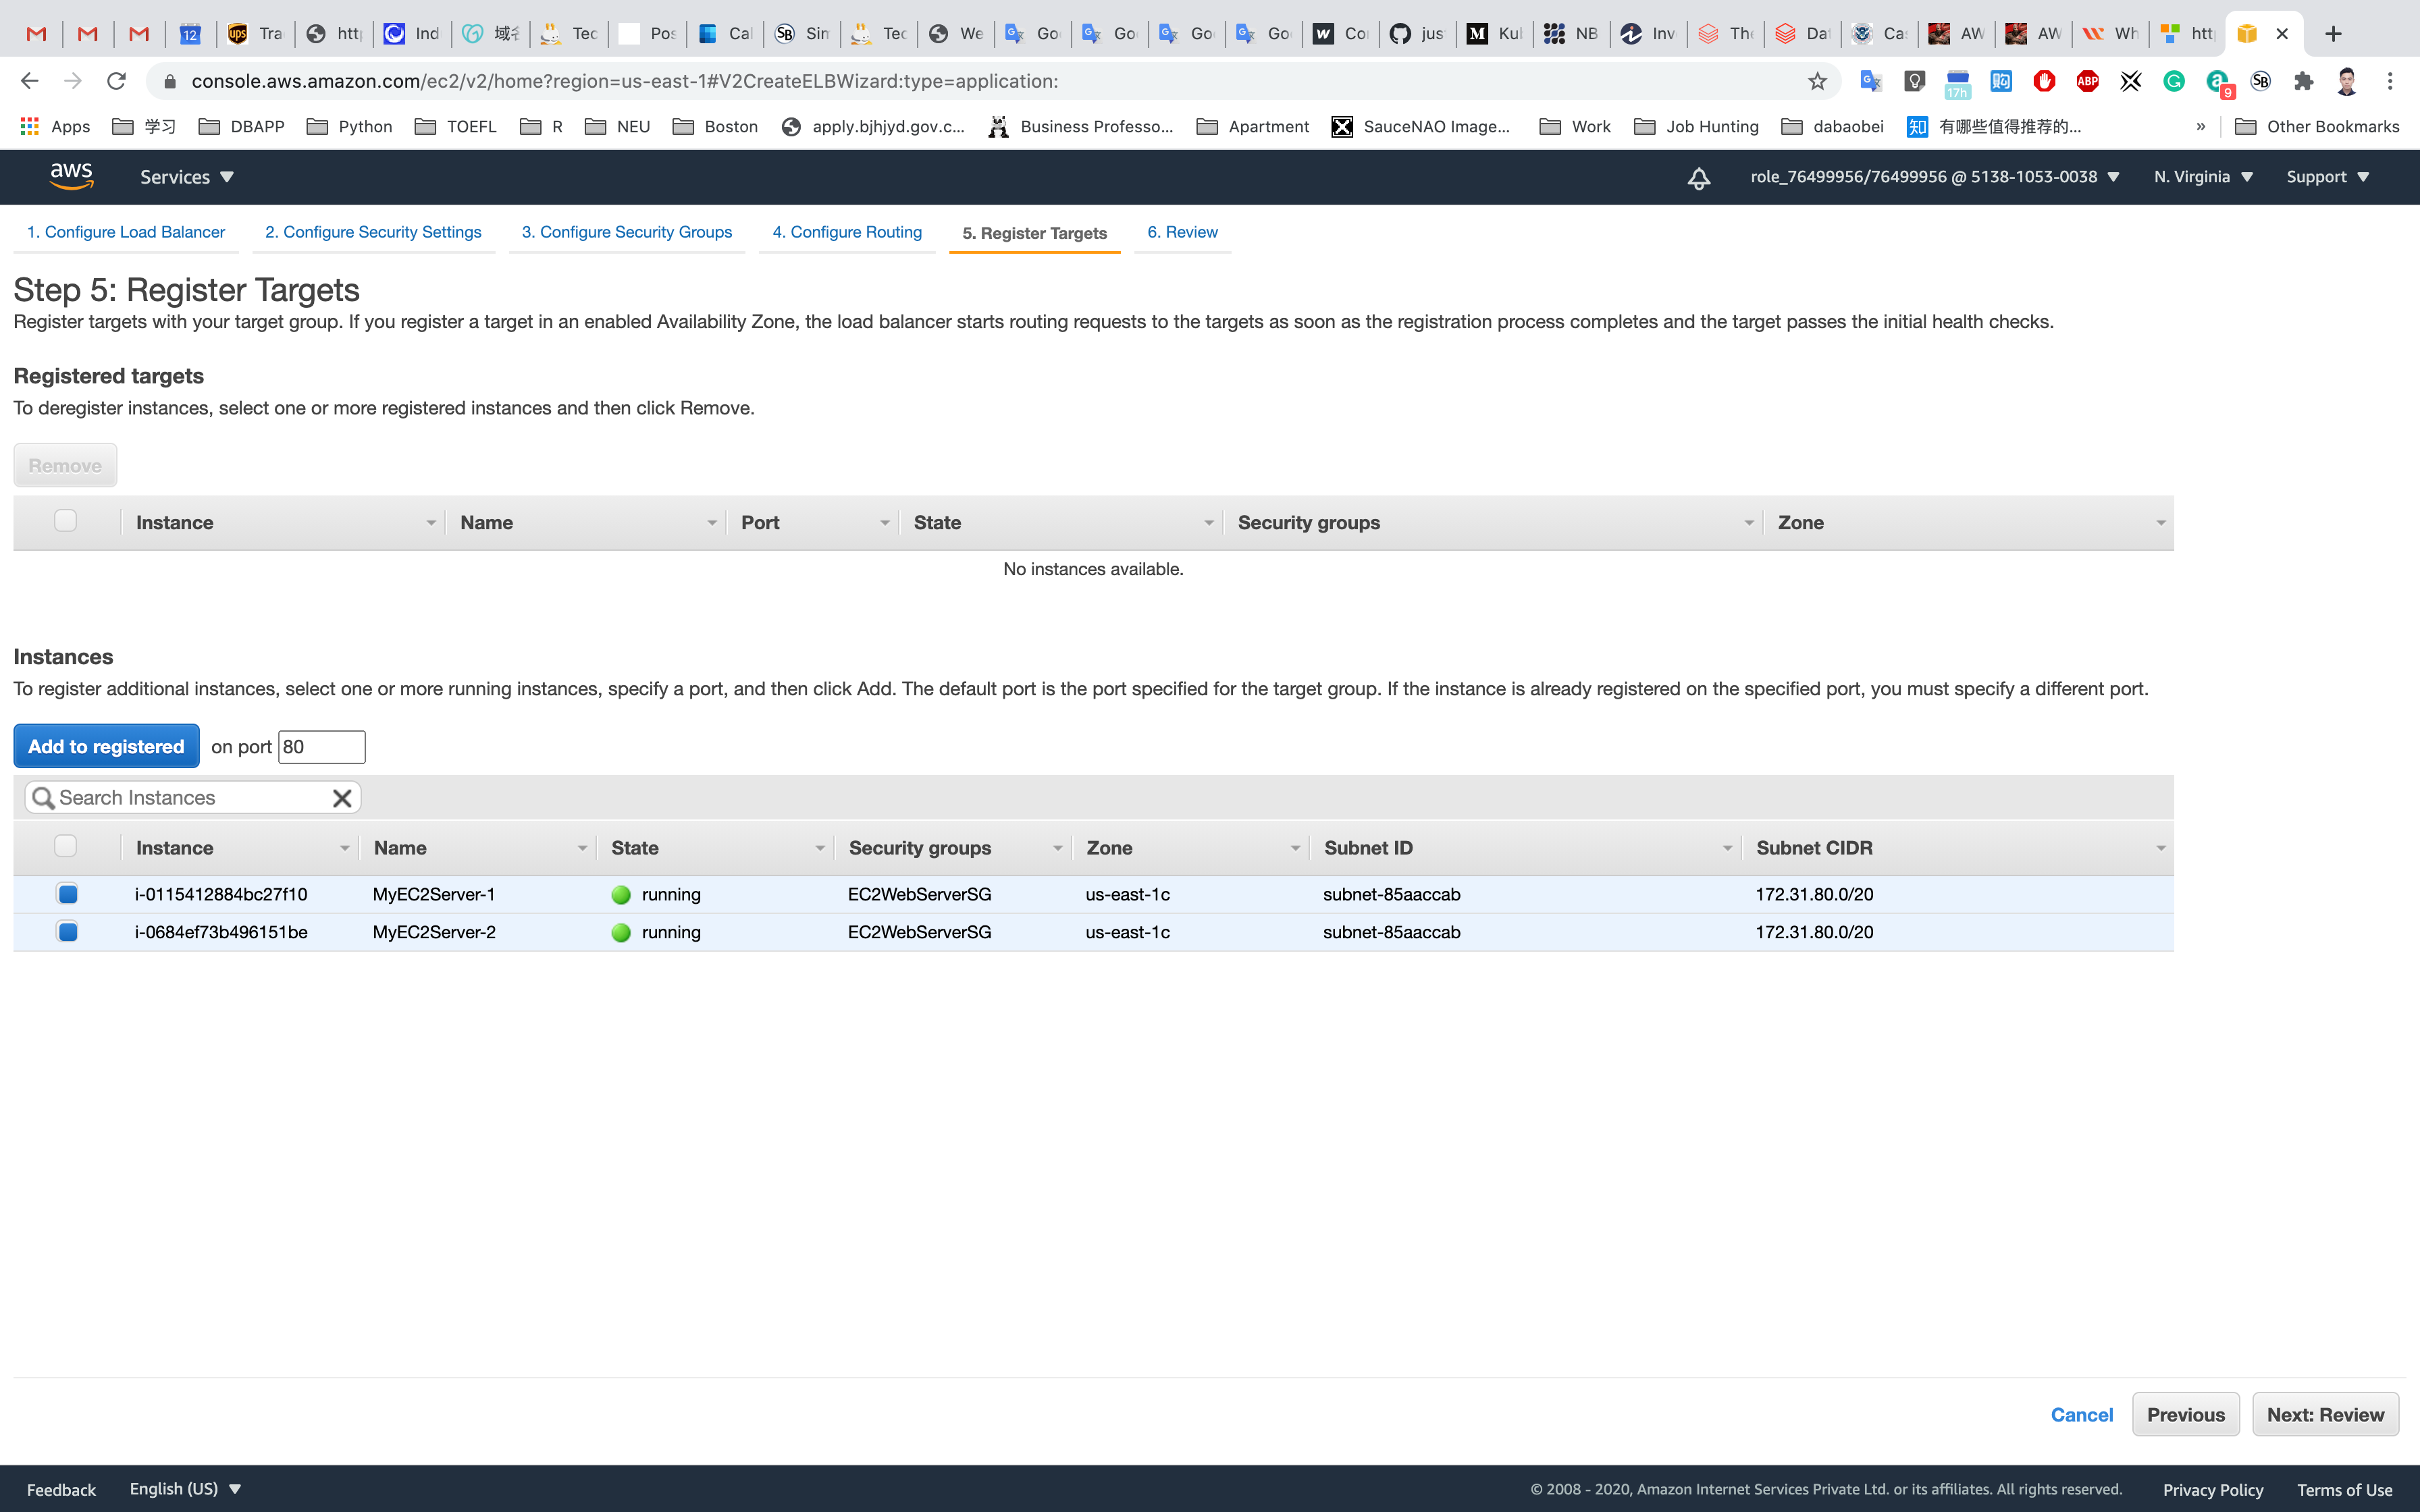 12 Tra htt Ind Tec Pos Cal Sim Tec We Go Go Go Go Co jus Ku NB Inv The Dat Ca AW AW Wh htt
console.aws.amazon.com/ec2/v2/home?region=us-east-1#V2CreateELBWizard:type=application:
17h ABP 9
Apps 学习 DBAPP Python TOEFL R NEU Boston apply.bjhjyd.gov.c... Business Professo... Apartment SauceNAO Image... Work Job Hunting dabaobei 有哪些值得推荐的... » Other Bookmarks
aws Services role_76499956/76499956 @ 5138-1053-0038 N. Virginia Support
1. Configure Load Balancer 2. Configure Security Settings 3. Configure Security Groups 4. Configure Routing 5. Register Targets 6. Review
Step 5: Register Targets
Register targets with your target group. If you register a target in an enabled Availability Zone, the load balancer starts routing requests to the targets as soon as the registration process completes and the target passes the initial health checks.
Registered targets
To deregister instances, select one or more registered instances and then click Remove.
Remove
Instance Name Port State Security groups Zone
No instances available.
Instances
To register additional instances, select one or more running instances, specify a port, and then click Add. The default port is the port specified for the target group. If the instance is already registered on the specified port, you must specify a different port.
Add to registered on port 80
Search Instances
Instance Name State Security groups Zone Subnet ID Subnet CIDR
i-0115412884bc27f10 MyEC2Server-1 running EC2WebServerSG us-east-1c subnet-85aaccab 172.31.80.0/20
i-0684ef73b496151be MyEC2Server-2 running EC2WebServerSG us-east-1c subnet-85aaccab 172.31.80.0/20
Cancel Previous Next: Review
Feedback English (US) © 2008 - 2020, Amazon Internet Services Private Ltd. or its affiliates. All rights reserved. Privacy Policy Terms of Use